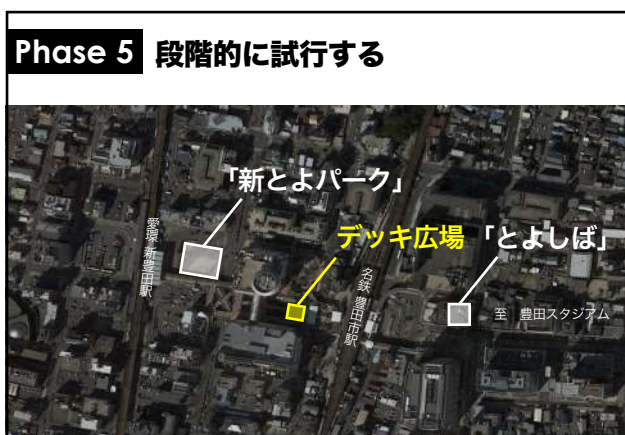 Phase 5 段階的に試行する
「新とよパーク」
デッキ広場
「とよしば」
愛環 新豊田駅
名鉄 豊田市駅
至 豊田スタジアム